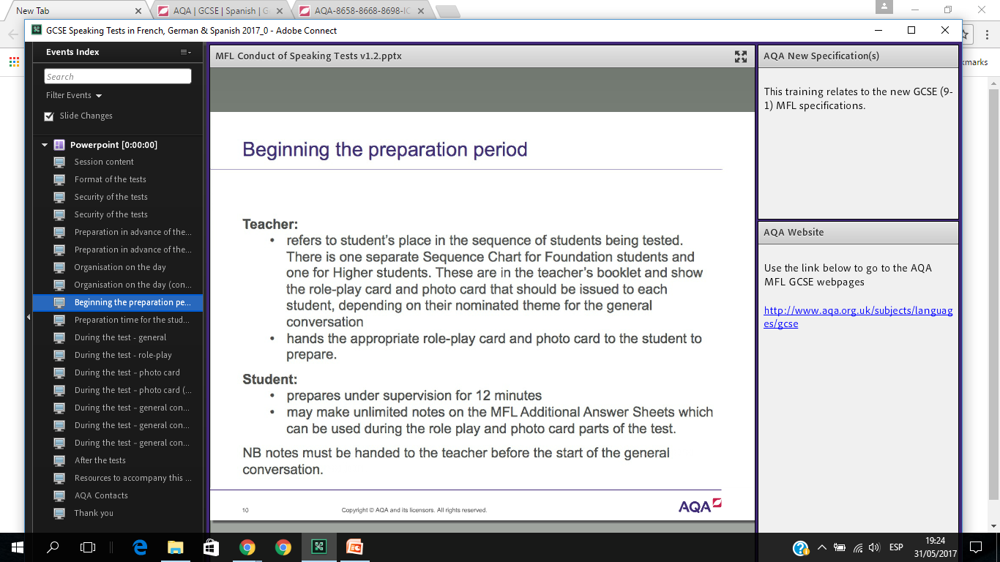 New Tab
AQA | GCSE | Spanish | G
AQA-8658-8668-8698-IC
GCSE Speaking Tests in French, German & Spanish 2017_0 - Adobe Connect
kmarks
Events Index
Search
Filter Events
Slide Changes
Powerpoint [0:00:00]
Session content
Format of the tests
Security of the tests
Security of the tests
Preparation in advance of the...
Preparation in advance of the...
Organisation on the day
Organisation on the day (con...
Beginning the preparation pe...
Preparation time for the stud...
During the test - general
During the test - role-play
During the test – photo card
During the test – photo card (...
During the test – general con...
During the test – general con...
During the test – general con...
After the tests
Resources to accompany this ...
AQA Contacts
Thank you
MFL Conduct of Speaking Tests v1.2.pptx
Beginning the preparation period
Teacher:
• refers to student's place in the sequence of students being tested.
There is one separate Sequence Chart for Foundation students and
one for Higher students. These are in the teacher's booklet and show
the role-play card and photo card that should be issued to each
student, depending on their nominated theme for the general
conversation
• hands the appropriate role-play card and photo card to the student to
prepare.
Student:
• prepares under supervision for 12 minutes
• may make unlimited notes on the MFL Additional Answer Sheets which
can be used during the role play and photo card parts of the test.
NB notes must be handed to the teacher before the start of the general
conversation.
10
Copyright © AQA and its licensors. All rights reserved.
AQA
AQA New Specification(s)
This training relates to the new GCSE (9-
1) MFL specifications.
AQA Website
Use the link below to go to the AQA
MFL GCSE webpages
http://www.aqa.org.uk/subjects/languag
es/gcse
ESP
19:24
31/05/2017